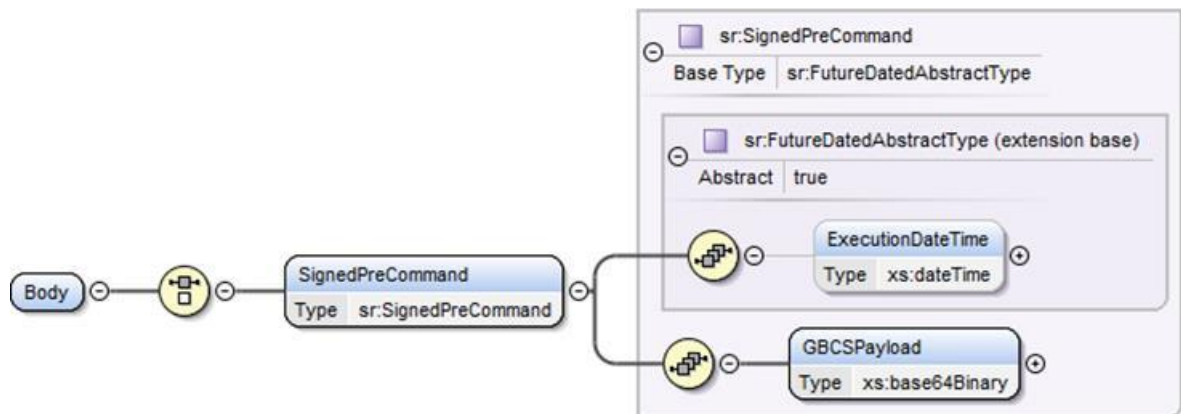 sr:SignedPreCommand
Base Type sr:FutureDatedAbstractType
sr:FutureDatedAbstractType (extension base)
Abstract true
ExecutionDateTime
Type xs:dateTime
Body
SignedPreCommand
Type sr:SignedPreCommand
GBCSPayload
Type xs:base64Binary